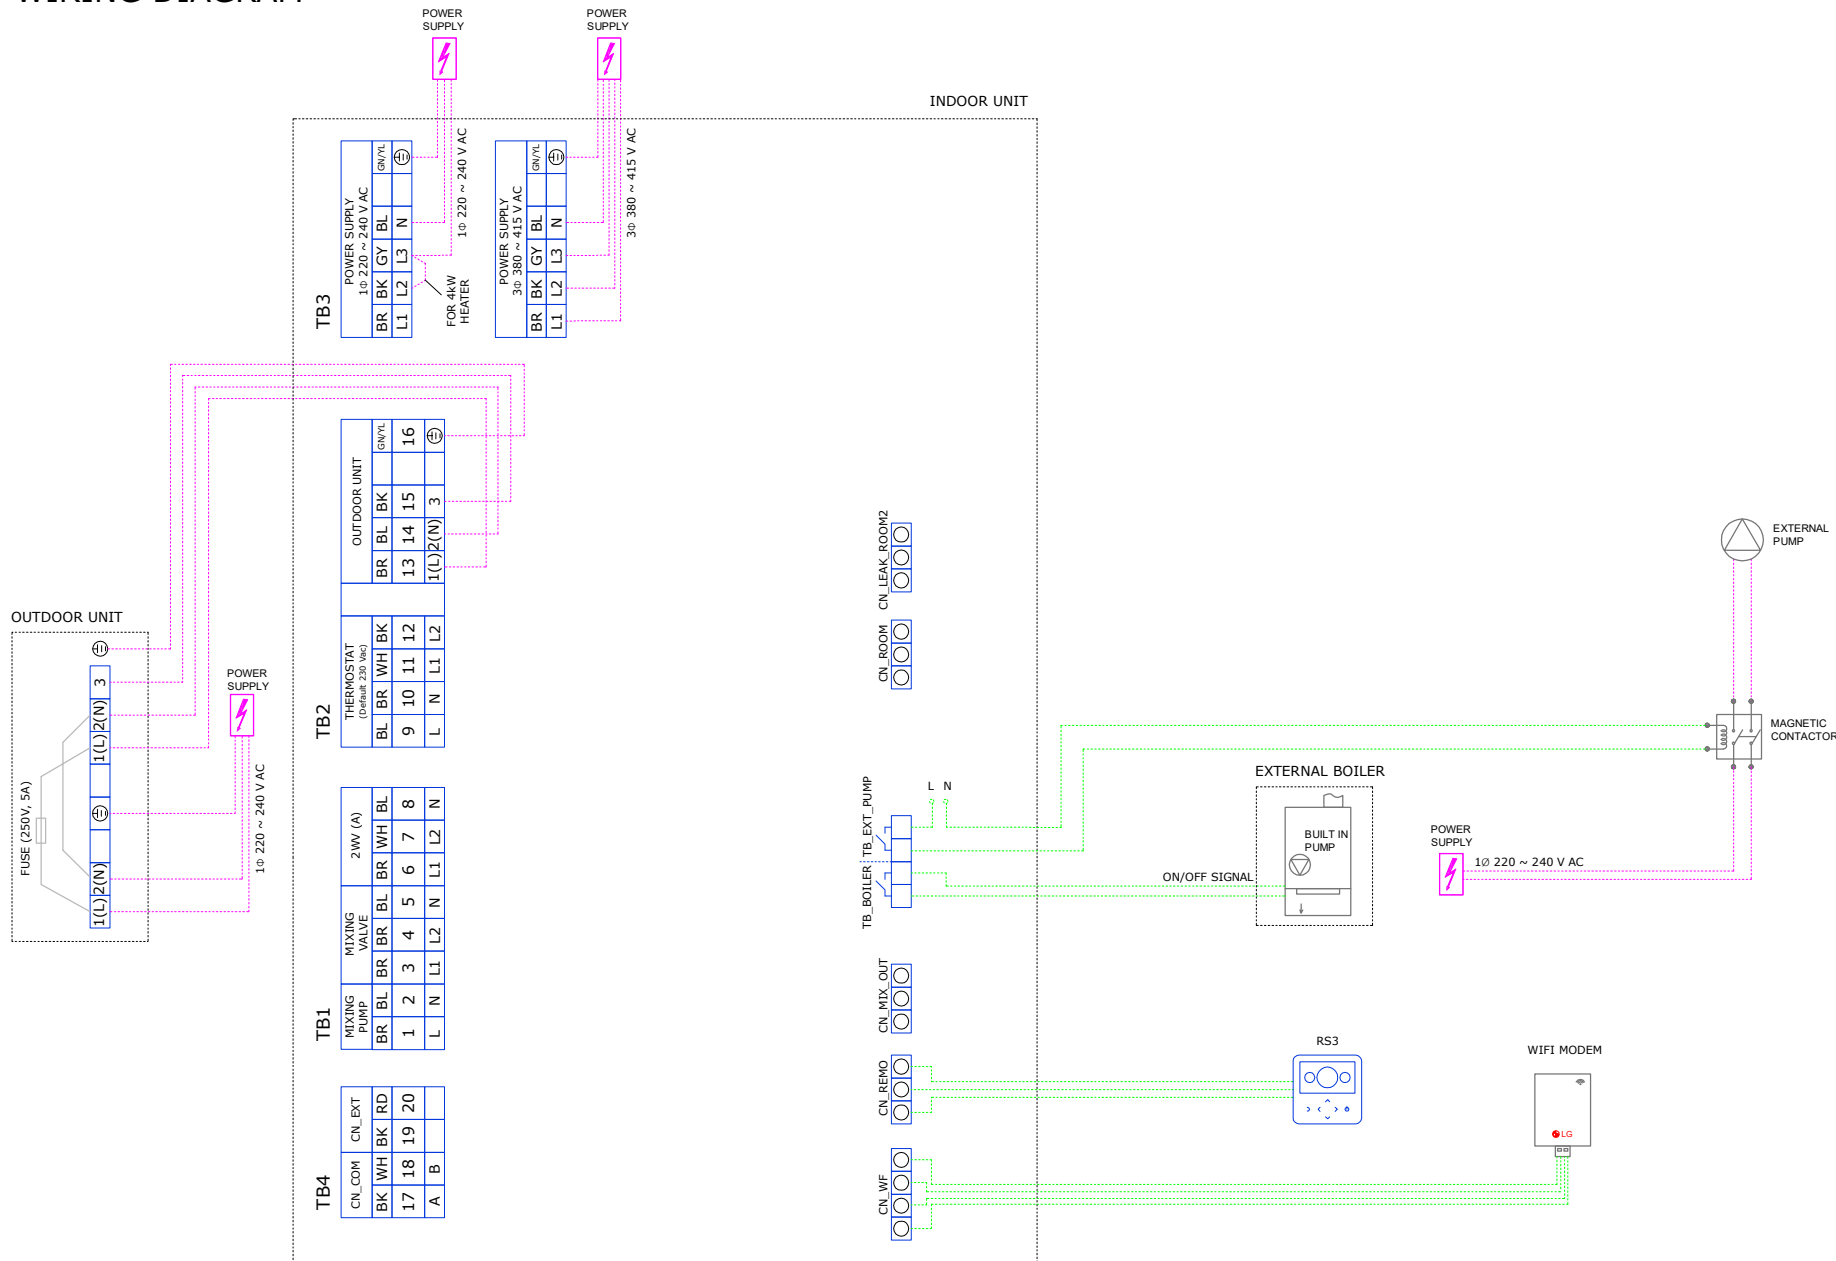 WIRING DIAGRAM
POWER
SUPPLY
POWER
SUPPLY
INDOOR UNIT
TB3
POWER SUPPLY
1Φ 220 ~ 240 V AC
BR BK GY BL GN/YL
L1 L2 L3 N
FOR 4kW
HEATER
1Φ 220 ~ 240 V AC
POWER SUPPLY
3Φ 380 ~ 415 V AC
BR BK GY BL GN/YL
L1 L2 L3 N
3Φ 380 ~ 415 V AC
TB2
THERMOSTAT
(Default 230 Vac)
OUTDOOR UNIT
BL BR WH BK BR BL BK GN/YL
9 10 11 12 13 14 15 16
L N L1 L2 1(L) 2(N) 3
OUTDOOR UNIT
FUSE (250V, 5A)
1(L) 2(N) 1(L) 2(N) 3
POWER
SUPPLY
1Φ 220 ~ 240 V AC
TB1
MIXING
PUMP
MIXING
VALVE
2WV (A)
BR BL BR BR BL BR WH BL
1 2 3 4 5 6 7 8
L N L1 L2 N L1 L2 N
TB4
CN_COM CN_EXT
BK WH BK RD
17 18 19 20
A B
CN_LEAK_ROOM2
CN_ROOM
TB_EXT_PUMP
L N
TB_BOILER
ON/OFF SIGNAL
EXTERNAL BOILER
BUILT IN
PUMP
EXTERNAL
PUMP
MAGNETIC
CONTACTOR
POWER
SUPPLY
1Ø 220 ~ 240 V AC
CN_MIX_OUT
CN_REMO
RS3
CN_WF
WIFI MODEM
LG